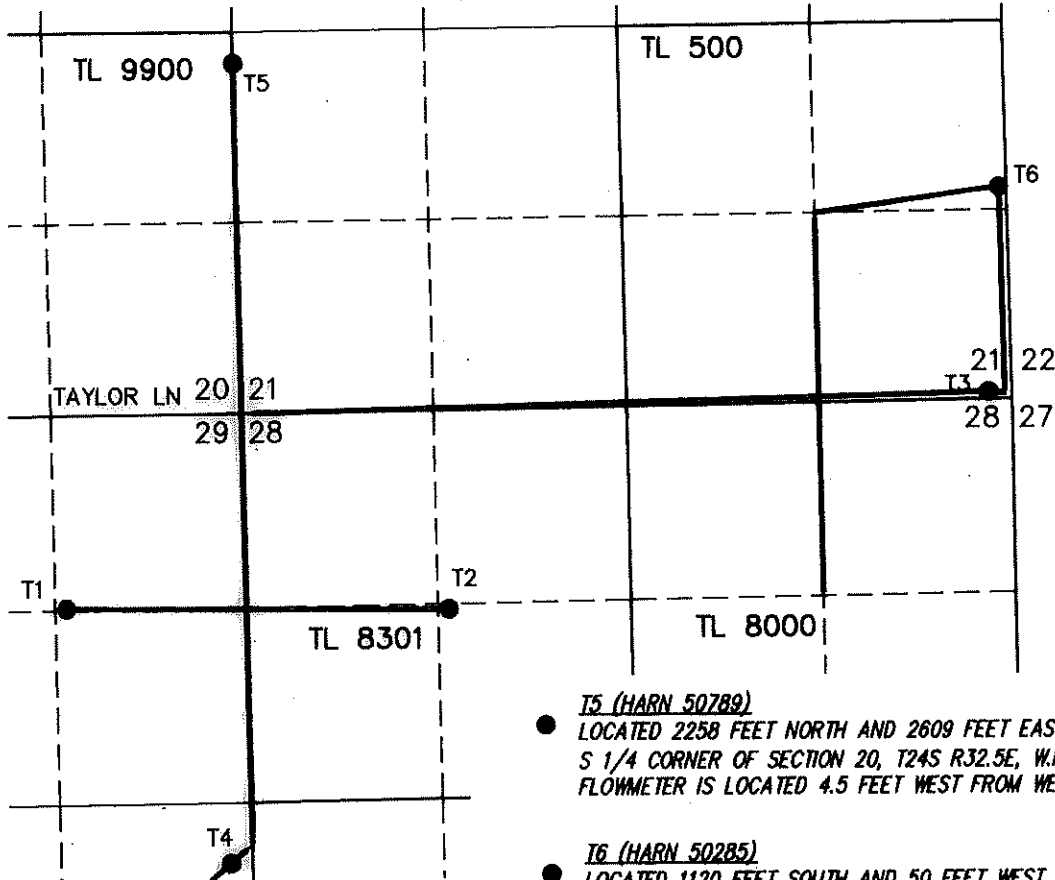 TL 9900
T5
TL 500
T6
TAYLOR LN 20 21
29 28
T3
21 22
28 27
T1
T2
TL 8301
TL 8000
T4
T5 (HARN 50789)
LOCATED 2258 FEET NORTH AND 2609 FEET EAS
S 1/4 CORNER OF SECTION 20, T24S R32.5E, W.
FLOWMETER IS LOCATED 4.5 FEET WEST FROM WE
T6 (HARN 50285)
LOCATED 1120 FEET SOUTH AND 50 FEET WEST